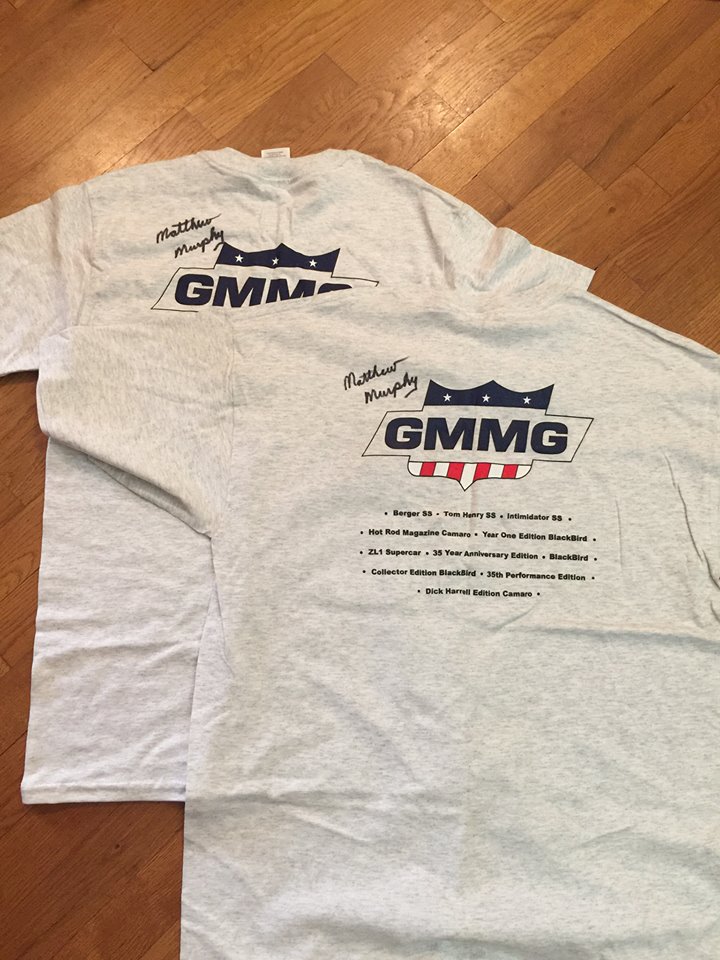 Matthew
Murphy
GMMG
Matthew
Murphy
GMMG
• Berger SS • Tom Henry SS • Intimidator SS •
• Hot Rod Magazine Camaro • Year One Edition BlackBird •
• ZL1 Supercar • 35 Year Anniversary Edition • BlackBird •
• Collector Edition BlackBird • 35th Performance Edition •
• Dick Harrell Edition Camaro •